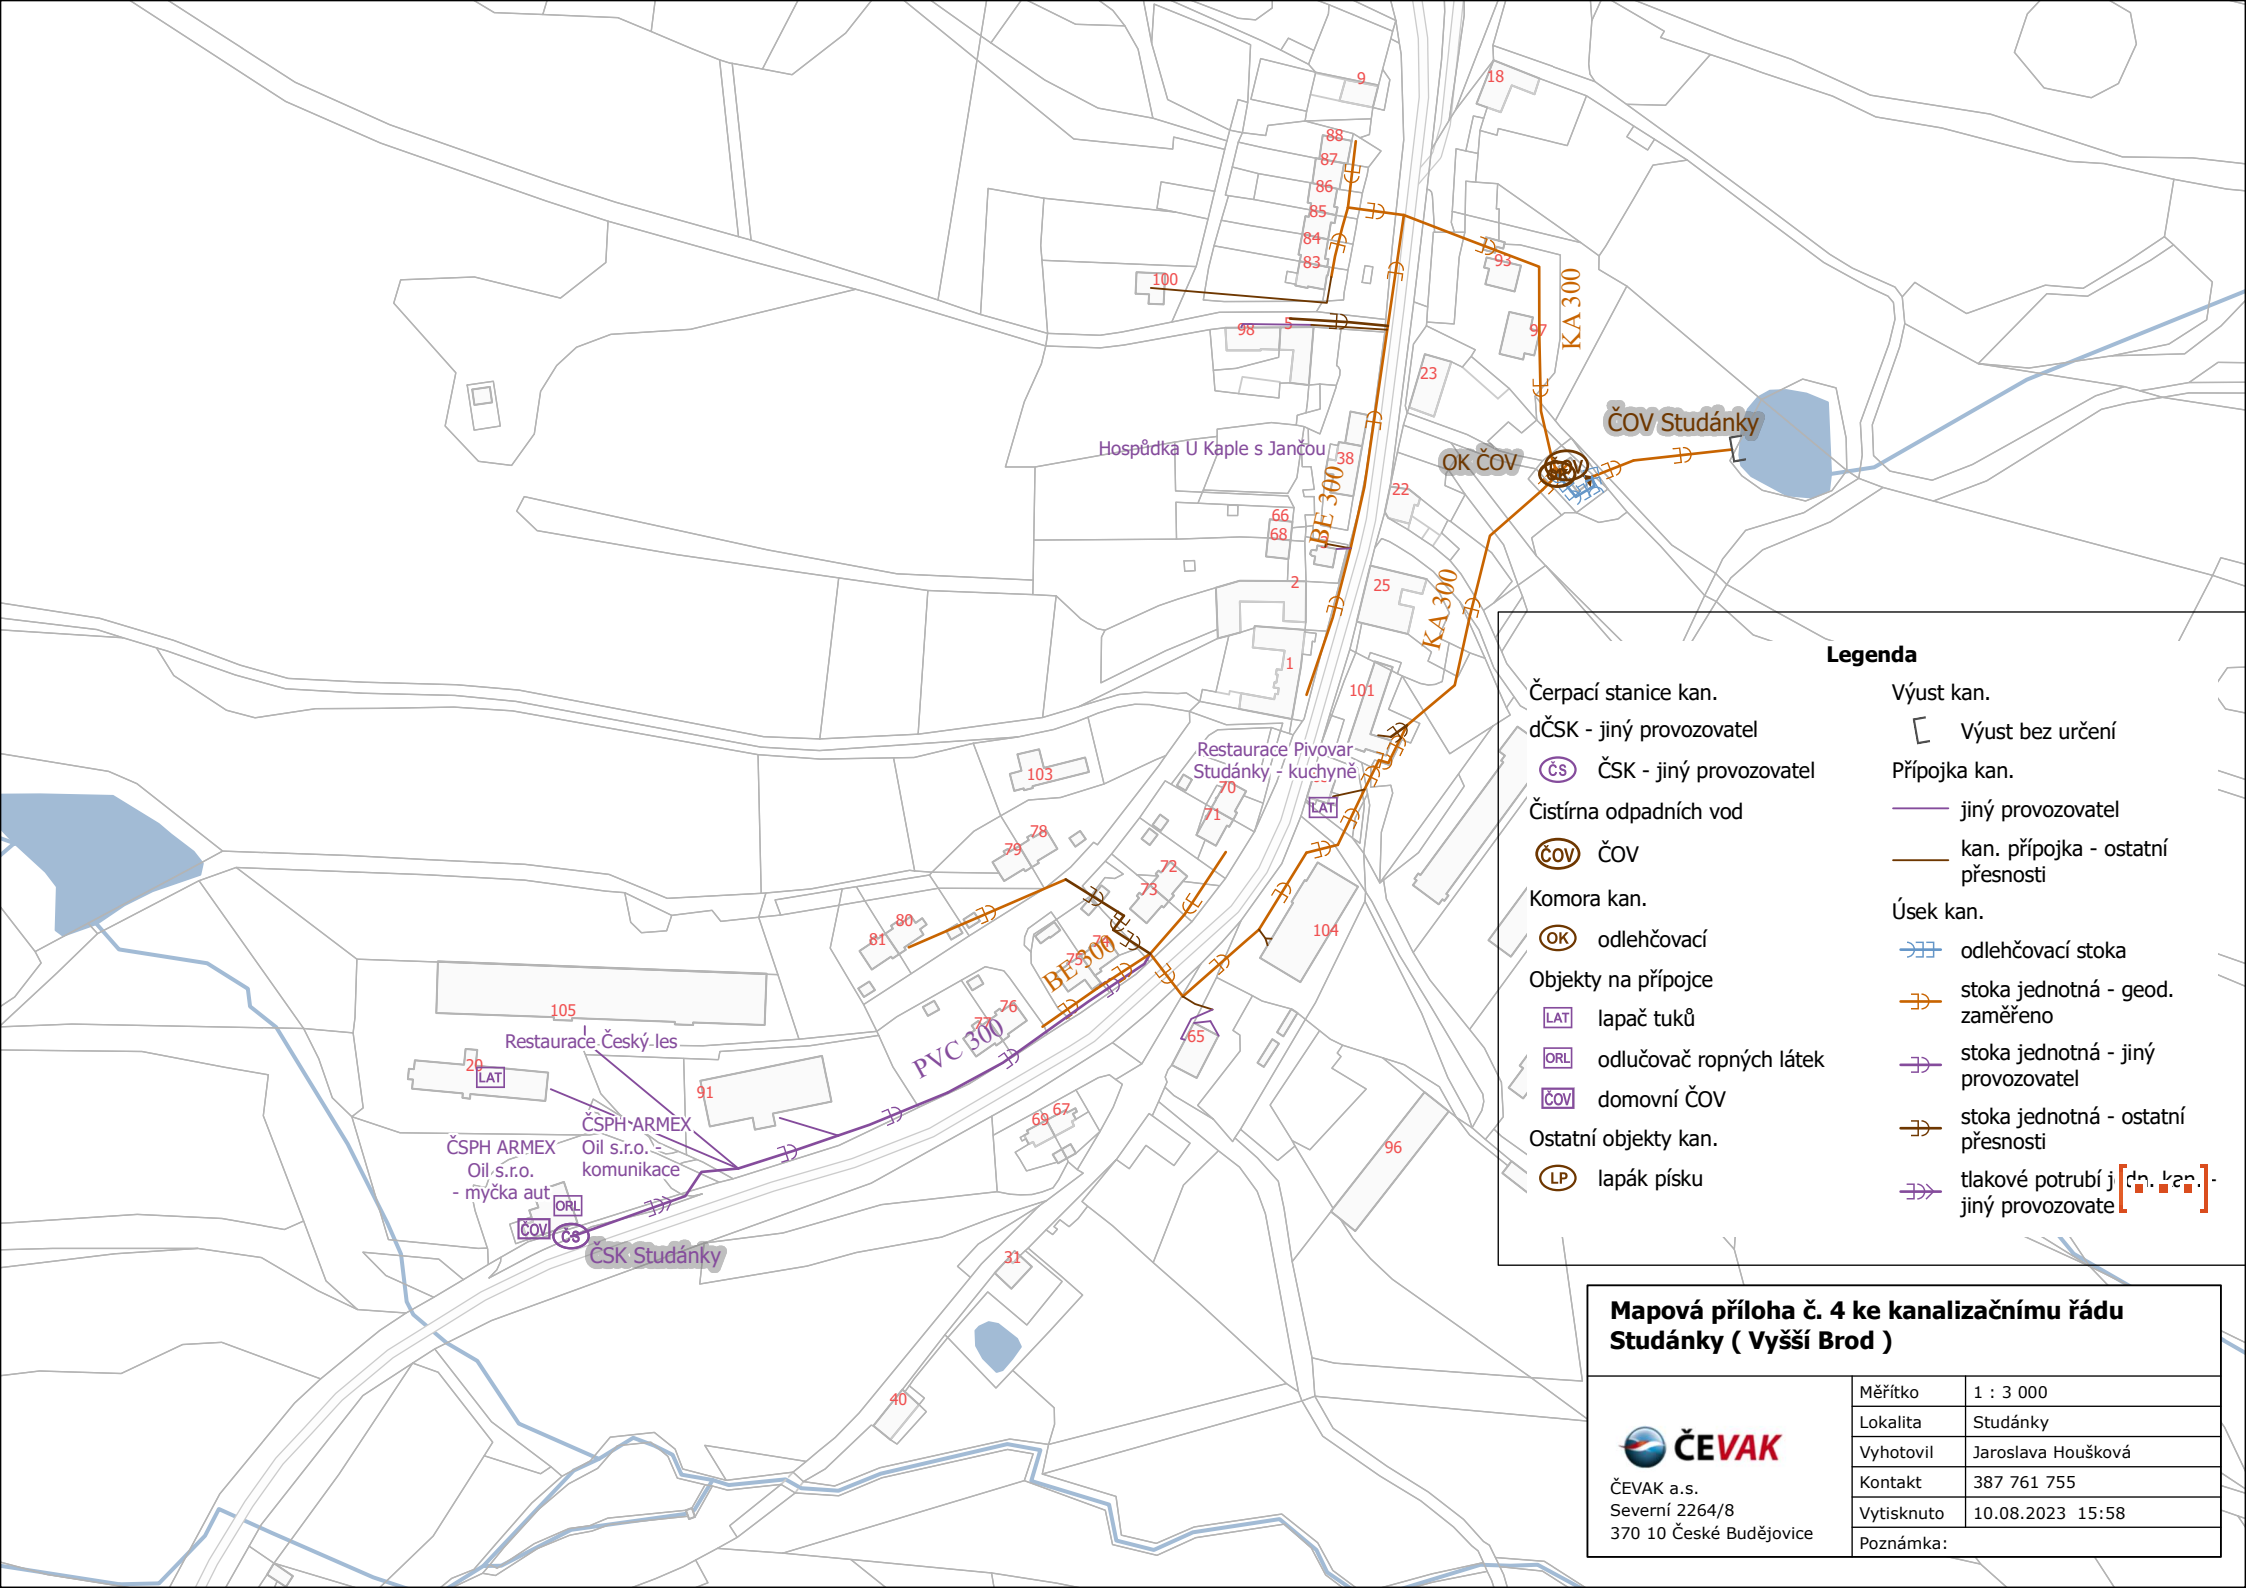 9
18
88
87
86
85
84
83
93
100
KA 300
98
5
97
23
ČOV Studánky
Hospůdka U Kaple s Jančou
38
OK ČOV
ČOV
OK
BE 300
22
66
68
2
25
KA 300
1
101
Restaurace Pivovar
Studánky - kuchyně
103
70
LAT
71
78
79
72
73
80
81
104
74
75
BE 300
105
76
77
PVC 300
65
Restaurace Český les
20
LAT
91
ČSPH ARMEX
Oil s.r.o. -
komunikace
ČSPH ARMEX
Oil s.r.o.
- myčka aut
67
69
96
ORL
ČOV
ČS
ČSK Studánky
31
40
Legenda
Čerpací stanice kan.
dČSK - jiný provozovatel
ČS ČSK - jiný provozovatel
Čistírna odpadních vod
ČOV ČOV
Komora kan.
OK odlehčovací
Objekty na přípojce
LAT lapač tuků
ORL odlučovač ropných látek
ČOV domovní ČOV
Ostatní objekty kan.
LP lapák písku
Výust kan.
Výust bez určení
Přípojka kan.
jiný provozovatel
kan. přípojka - ostatní
přesnosti
Úsek kan.
odlehčovací stoka
stoka jednotná - geod.
zaměřeno
stoka jednotná - jiný
provozovatel
stoka jednotná - ostatní
přesnosti
tlakové potrubí jedn. kan. -
jiný provozovate
Mapová příloha č. 4 ke kanalizačnímu řádu
Studánky ( Vyšší Brod )
ČEVAK
ČEVAK a.s.
Severní 2264/8
370 10 České Budějovice
Měřítko 1 : 3 000
Lokalita Studánky
Vyhotovil Jaroslava Houšková
Kontakt 387 761 755
Vytisknuto 10.08.2023 15:58
Poznámka: